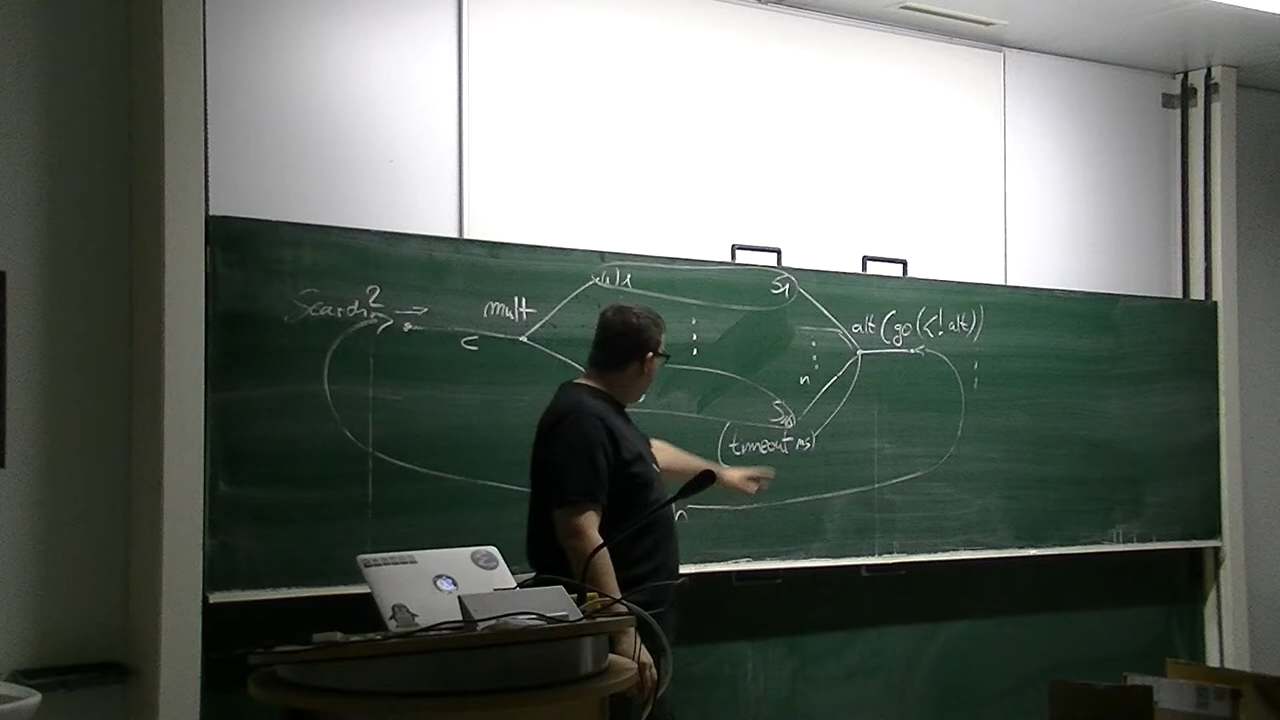 Search ?
mult
c
S1
alt (go (<! alt))
n
Sn
(timeout ms)
n